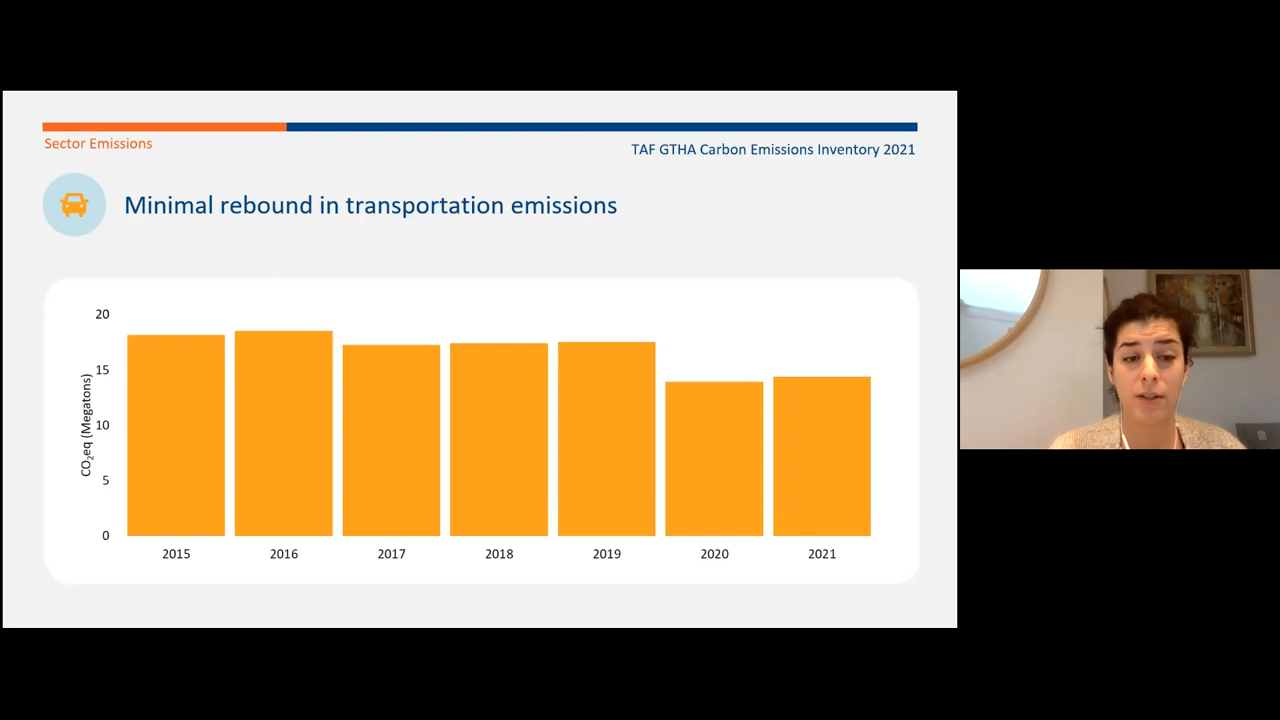 Sector Emissions
TAF GTHA Carbon Emissions Inventory 2021
Minimal rebound in transportation emissions
20
15
10
5
0
CO₂eq (Megatons)
2015 2016 2017 2018 2019 2020 2021